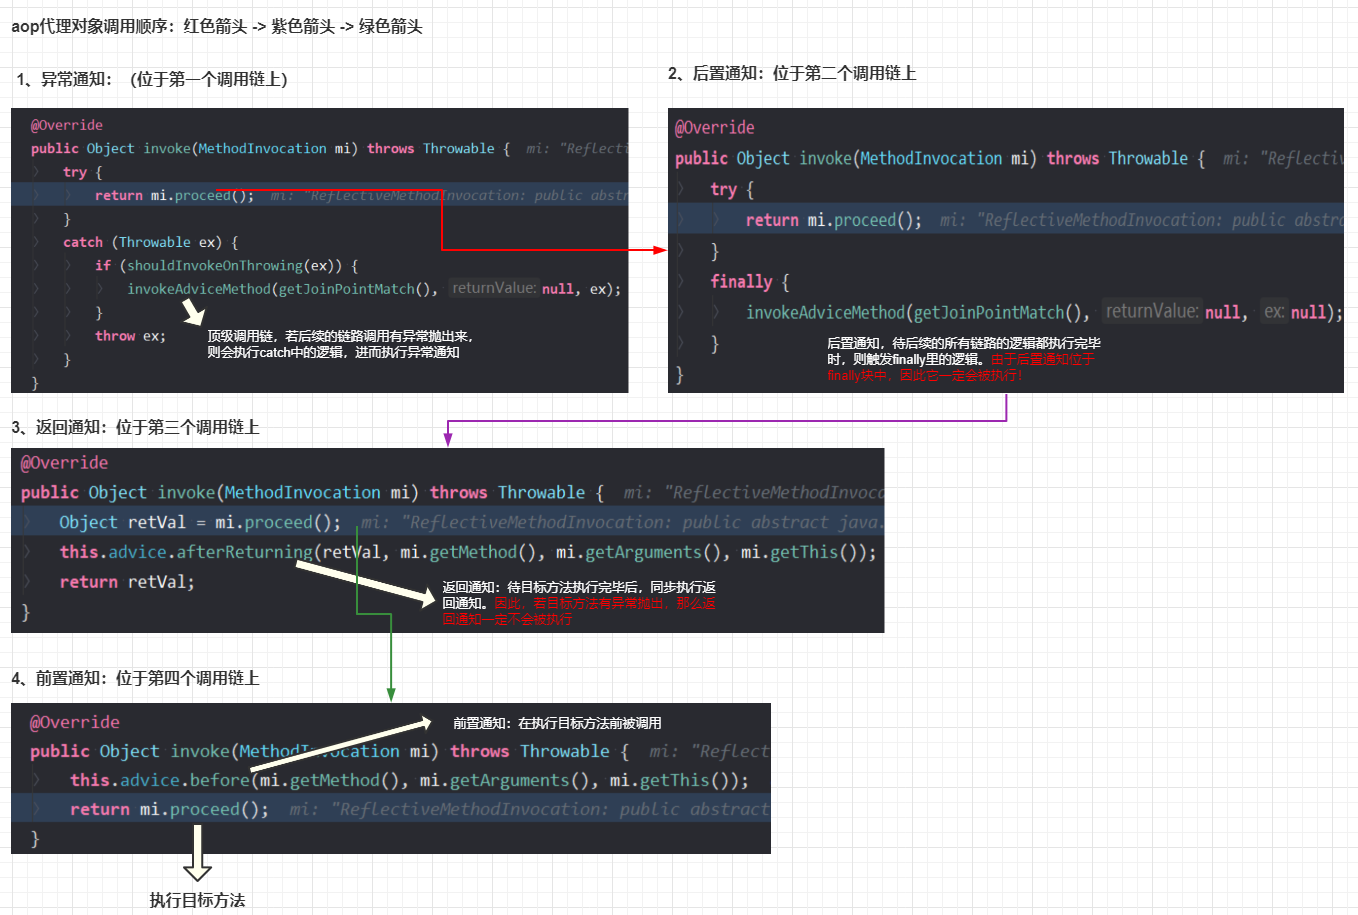 aop代理对象调用顺序：红色箭头 -> 紫色箭头 -> 绿色箭头
1、异常通知：（位于第一个调用链上）
@Override
public Object invoke(MethodInvocation mi) throws Throwable {  mi: "Reflecti
try {
return mi.proceed();  mi: "ReflectiveMethodInvocation: public abstr
}
catch (Throwable ex) {
if (shouldInvokeOnThrowing(ex)) {
invokeAdviceMethod(getJoinPointMatch(), returnValue: null, ex);
}
throw ex;
顶级调用链，若后续的链路调用有异常抛出来，
则会执行catch中的逻辑，进而执行异常通知
}
}
2、后置通知：位于第二个调用链上
@Override
public Object invoke(MethodInvocation mi) throws Throwable {  mi: "Reflectiv
try {
return mi.proceed();  mi: "ReflectiveMethodInvocation: public abstra
}
finally {
invokeAdviceMethod(getJoinPointMatch(), returnValue: null, ex: null);
}
后置通知，待后续的所有链路的逻辑都执行完毕
时，则触发finally里的逻辑。由于后置通知位于
finally块中，因此它一定会被执行！
}
3、返回通知：位于第三个调用链上
@Override
public Object invoke(MethodInvocation mi) throws Throwable {  mi: "ReflectiveMethodInvoca
Object retVal = mi.proceed();  mi: "ReflectiveMethodInvocation: public abstract java.
this.advice.afterReturning(retVal, mi.getMethod(), mi.getArguments(), mi.getThis());
return retVal;
返回通知：待目标方法执行完毕后，同步执行返
回通知。因此，若目标方法有异常抛出，那么返
回通知一定不会被执行
}
4、前置通知：位于第四个调用链上
@Override
前置通知：在执行目标方法前被调用
public Object invoke(MethodInvocation mi) throws Throwable {  mi: "Reflect
this.advice.before(mi.getMethod(), mi.getArguments(), mi.getThis());
return mi.proceed();  mi: "ReflectiveMethodInvocation: public abstract
}
执行目标方法